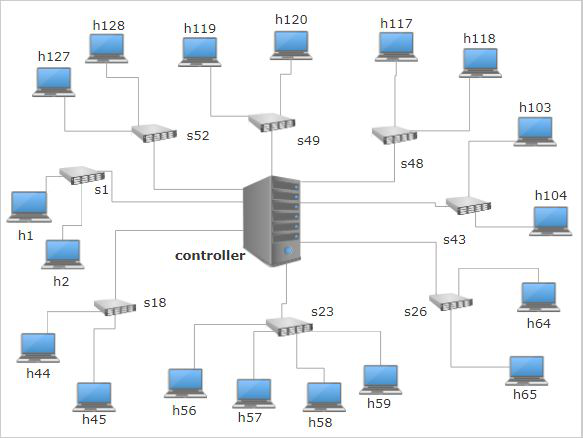 h120
h117
h128
h119
h118
h127
h103
s52
s49
s48
s1
h104
h1
s43
controller
h2
s18
s23
s26
h64
h44
h59
h65
h56
h57
h45
h58